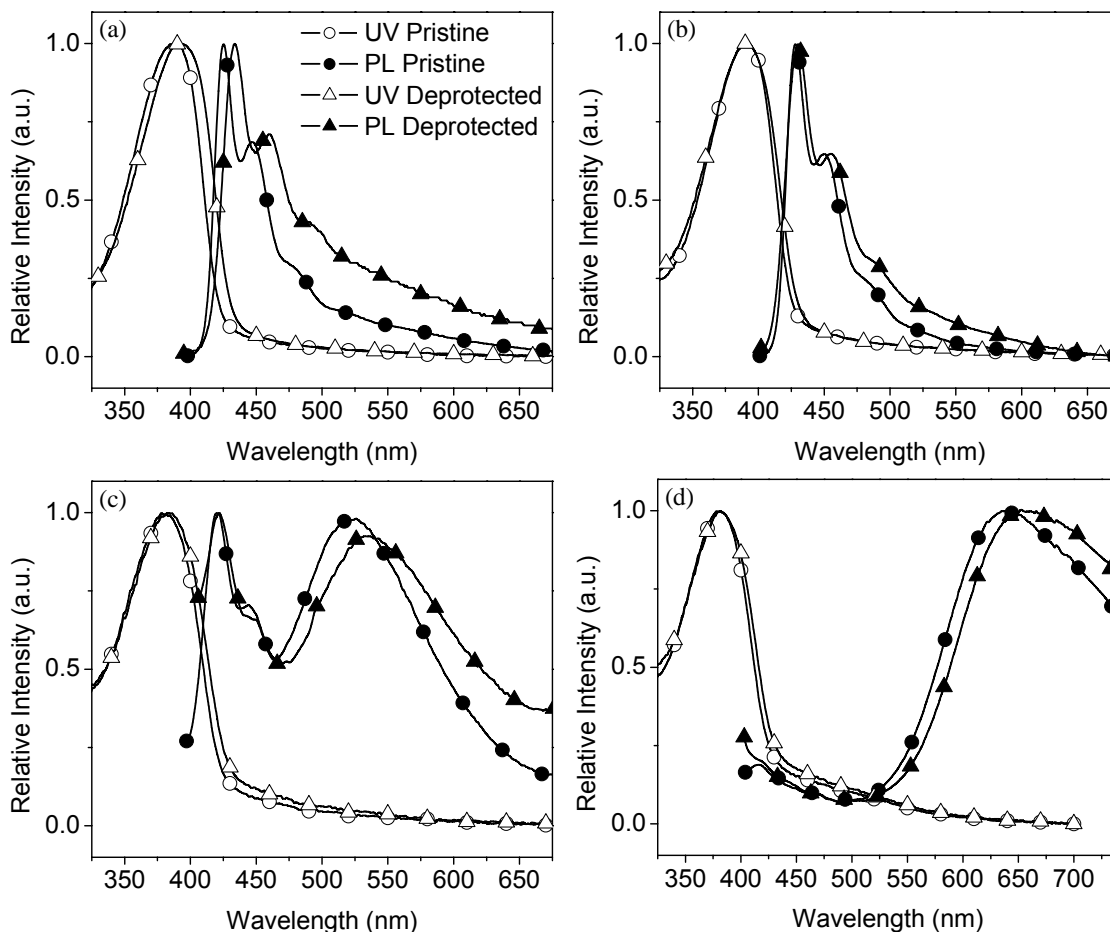 (a)
UV Pristine
PL Pristine
UV Deprotected
PL Deprotected
1.0
0.5
0.0
Relative Intensity (a.u.)
350 400 450 500 550 600 650
Wavelength (nm)
(b)
1.0
0.5
0.0
Relative Intensity (a.u.)
350 400 450 500 550 600 650
Wavelength (nm)
(c)
1.0
0.5
0.0
Relative Intensity (a.u.)
350 400 450 500 550 600 650
Wavelength (nm)
(d)
1.0
0.5
0.0
Relative Intensity (a.u.)
350 400 450 500 550 600 650 700
Wavelength (nm)